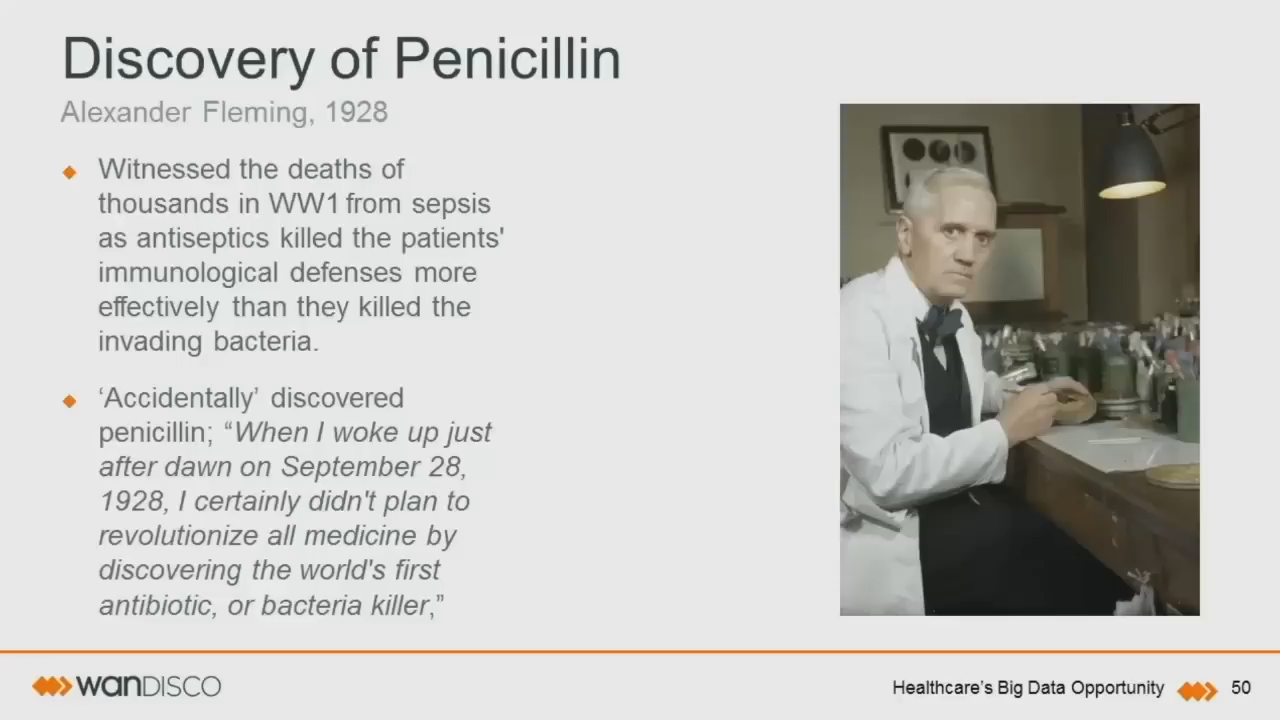 Discovery of Penicillin
Alexander Fleming, 1928
Witnessed the deaths of
thousands in WW1 from sepsis
as antiseptics killed the patients'
immunological defenses more
effectively than they killed the
invading bacteria.
‘Accidentally’ discovered
penicillin; “When I woke up just
after dawn on September 28,
1928, I certainly didn't plan to
revolutionize all medicine by
discovering the world's first
antibiotic, or bacteria killer,”
wanDISCO
Healthcare’s Big Data Opportunity 50